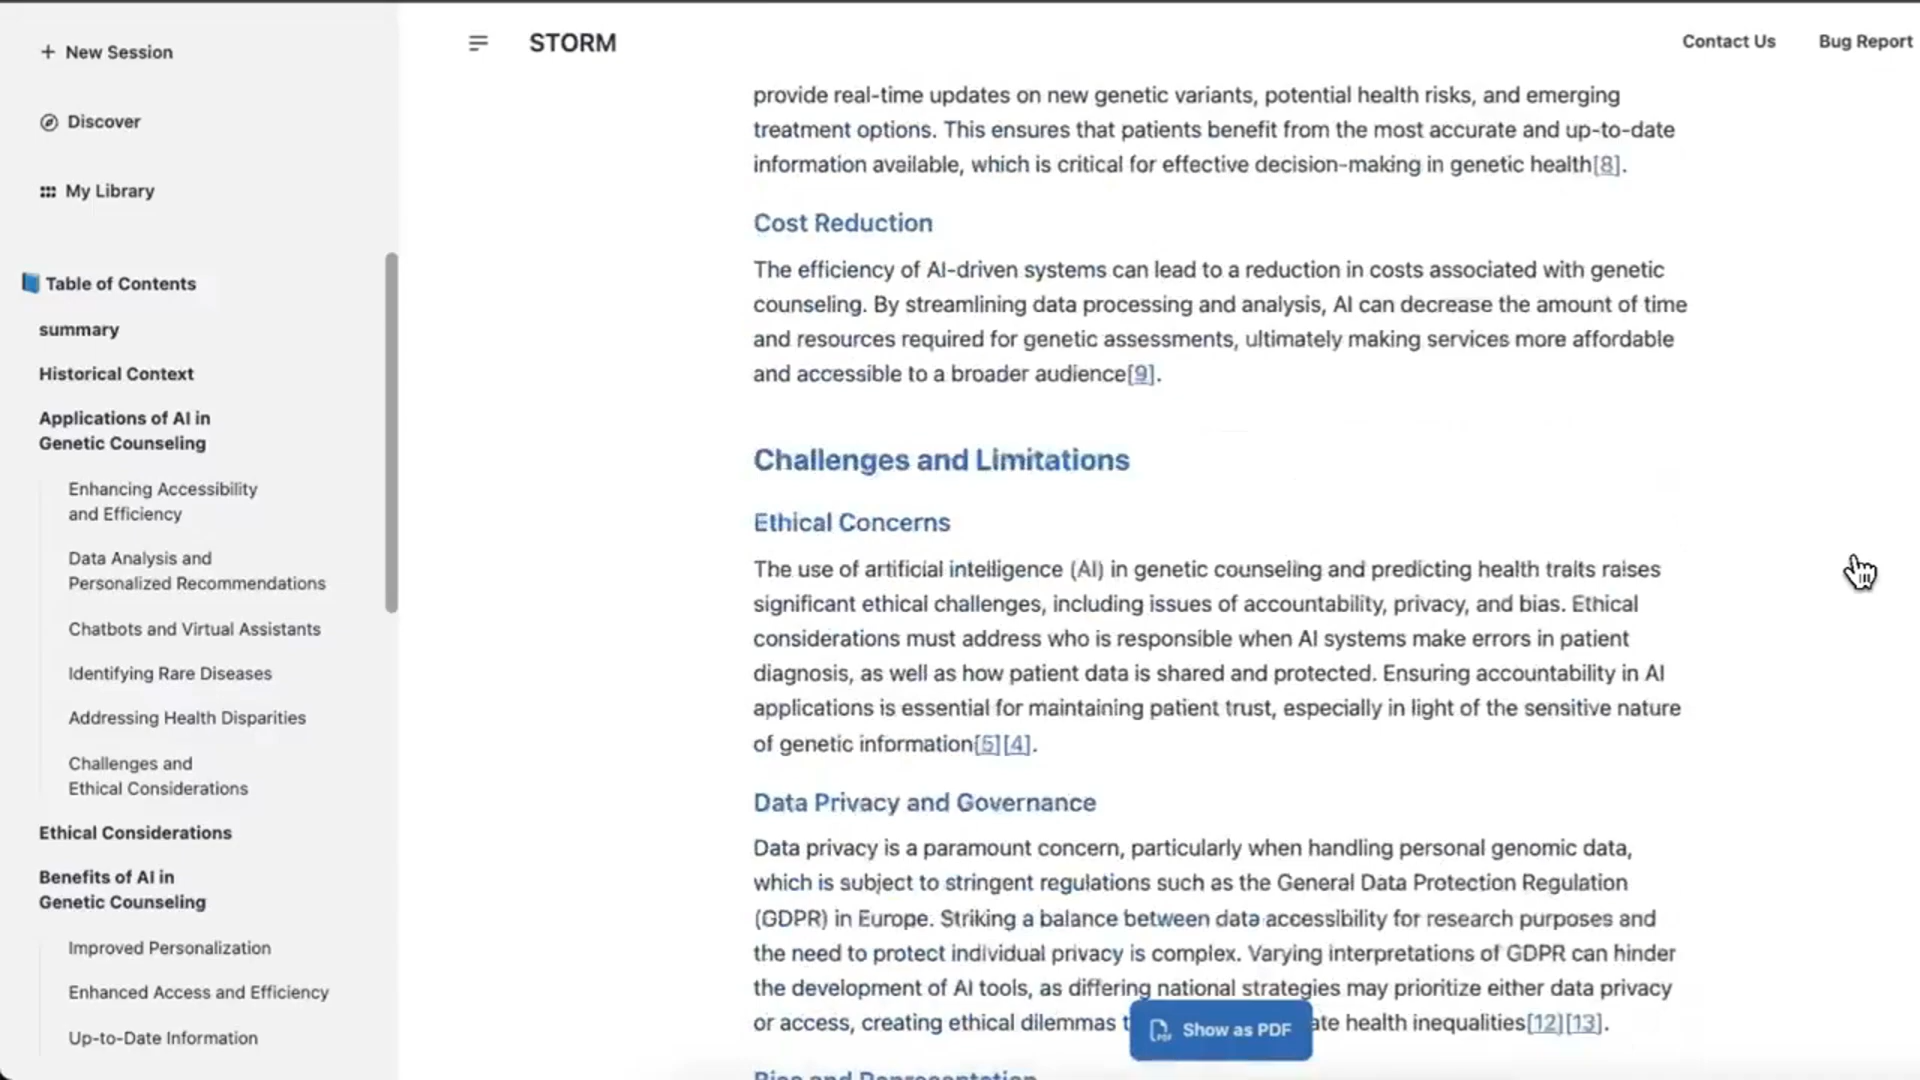 New Session
Discover
My Library
Table of Contents
summary
Historical Context
Applications of AI in
Genetic Counseling
Enhancing Accessibility
and Efficiency
Data Analysis and
Personalized Recommendations
Chatbots and Virtual Assistants
Identifying Rare Diseases
Addressing Health Disparities
Challenges and
Ethical Considerations
Ethical Considerations
Benefits of AI in
Genetic Counseling
Improved Personalization
Enhanced Access and Efficiency
Up-to-Date Information
STORM
Contact Us
Bug Report
provide real-time updates on new genetic variants, potential health risks, and emerging
treatment options. This ensures that patients benefit from the most accurate and up-to-date
information available, which is critical for effective decision-making in genetic health[8].
Cost Reduction
The efficiency of AI-driven systems can lead to a reduction in costs associated with genetic
counseling. By streamlining data processing and analysis, AI can decrease the amount of time
and resources required for genetic assessments, ultimately making services more affordable
and accessible to a broader audience[9].
Challenges and Limitations
Ethical Concerns
The use of artificial intelligence (AI) in genetic counseling and predicting health traits raises
significant ethical challenges, including issues of accountability, privacy, and bias. Ethical
considerations must address who is responsible when AI systems make errors in patient
diagnosis, as well as how patient data is shared and protected. Ensuring accountability in AI
applications is essential for maintaining patient trust, especially in light of the sensitive nature
of genetic information[5][4].
Data Privacy and Governance
Data privacy is a paramount concern, particularly when handling personal genomic data,
which is subject to stringent regulations such as the General Data Protection Regulation
(GDPR) in Europe. Striking a balance between data accessibility for research purposes and
the need to protect individual privacy is complex. Varying interpretations of GDPR can hinder
the development of AI tools, as differing national strategies may prioritize either data privacy
or access, creating ethical dilemmas t ate health inequalities[12][13].
Show as PDF
Bias and Representation